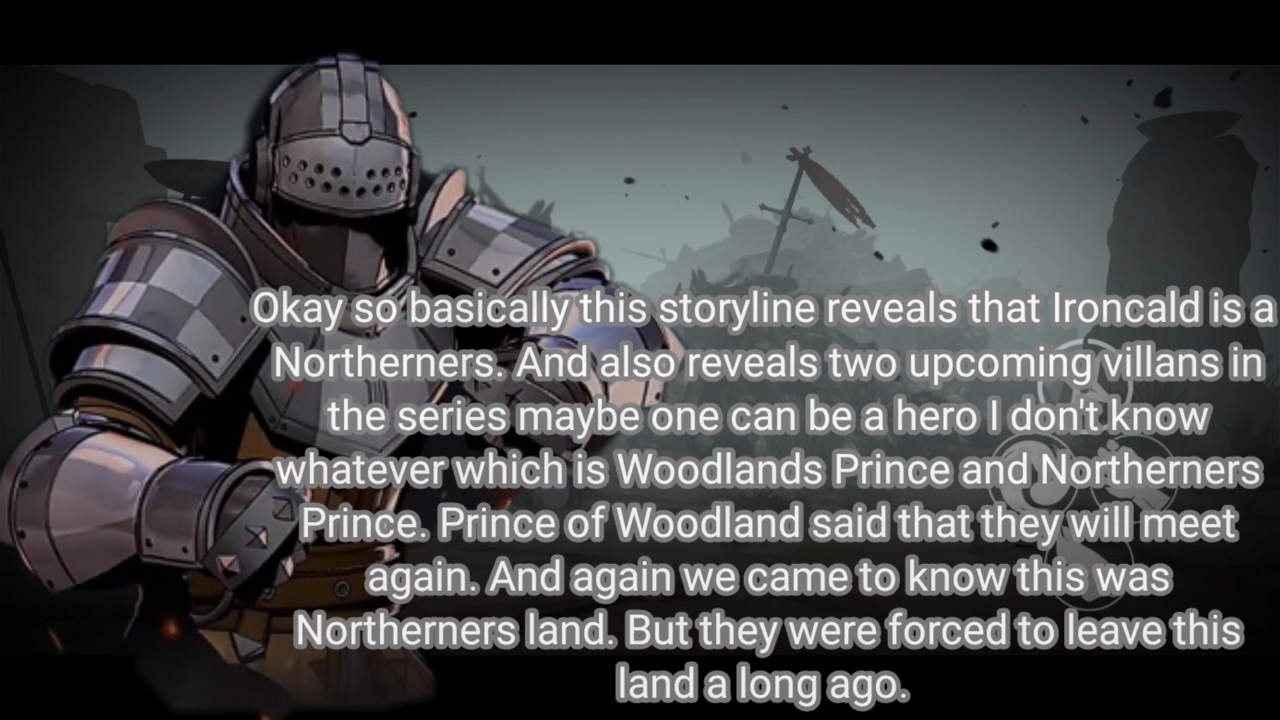 Okay so basically this storyline reveals that Ironcald is a
Northerners. And also reveals two upcoming villans in
the series maybe one can be a hero I don't know
whatever which is Woodlands Prince and Northerners
Prince. Prince of Woodland said that they will meet
again. And again we came to know this was
Northerners land. But they were forced to leave this
land a long ago.